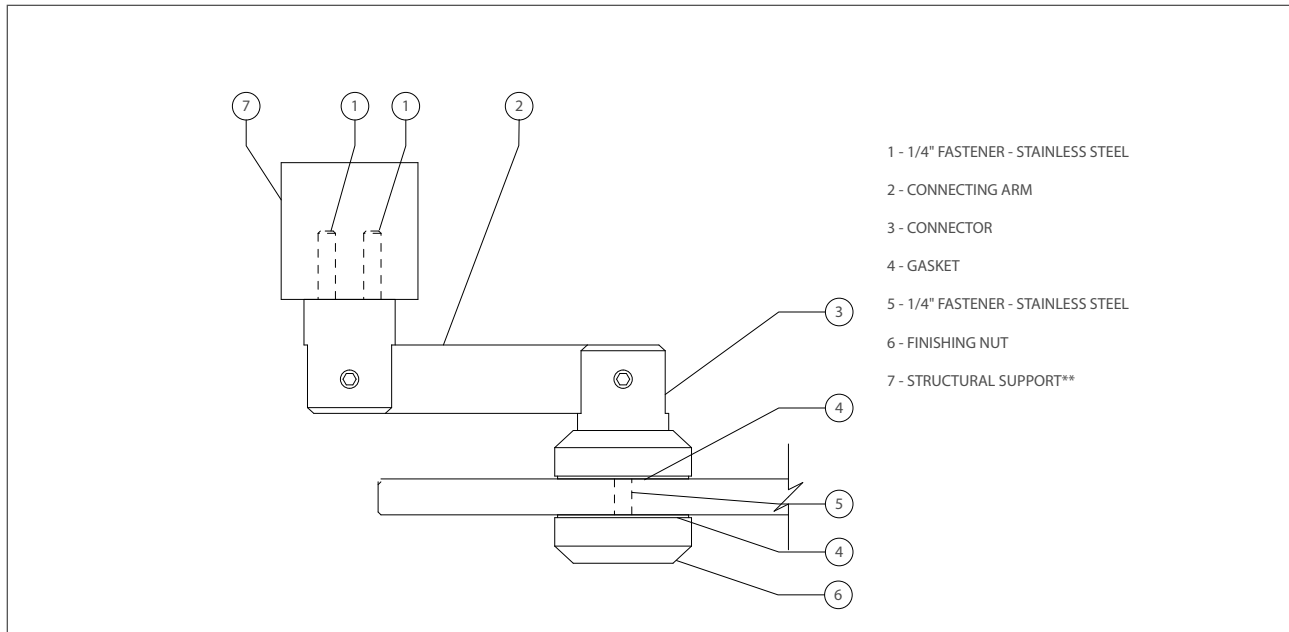 7 1 1 2
1 - 1/4" FASTENER - STAINLESS STEEL
2 - CONNECTING ARM
3 - CONNECTOR
4 - GASKET
5 - 1/4" FASTENER - STAINLESS STEEL
6 - FINISHING NUT
7 - STRUCTURAL SUPPORT**
3
4
5
4
6